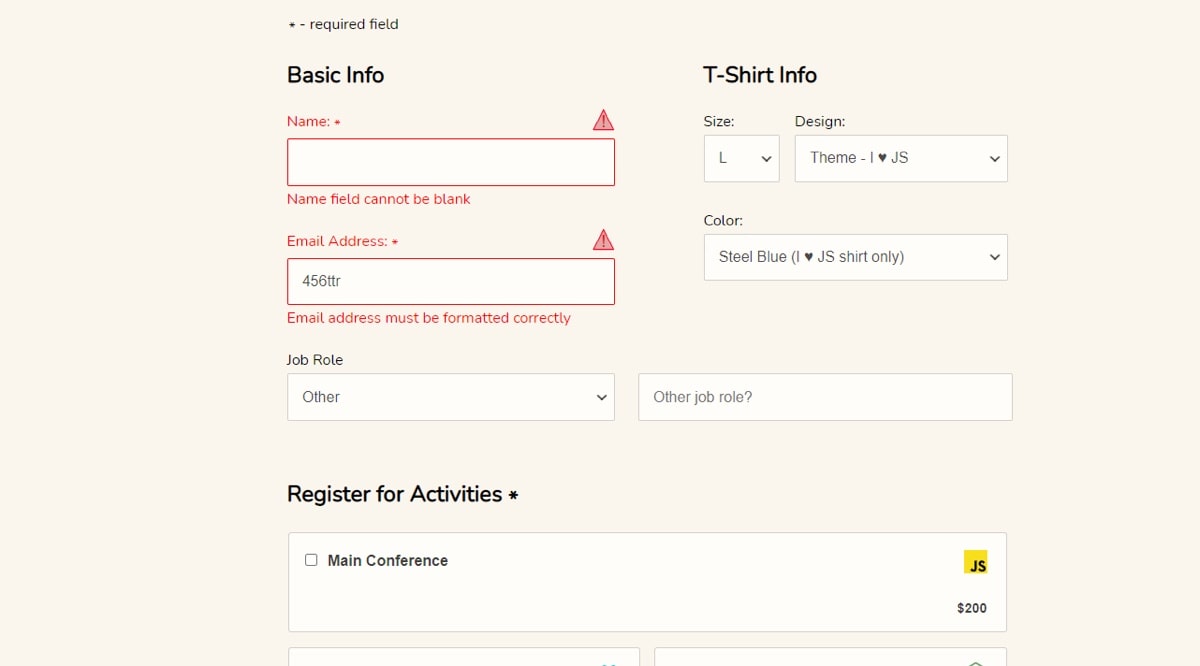 * - required field
Basic Info
Name: *
Name field cannot be blank
Email Address: *
456ttr
Email address must be formatted correctly
Job Role
Other
Other job role?
T-Shirt Info
Size:
L
Design:
Theme - I ♥ JS
Color:
Steel Blue (I ♥ JS shirt only)
Register for Activities *
Main Conference
JS
$200